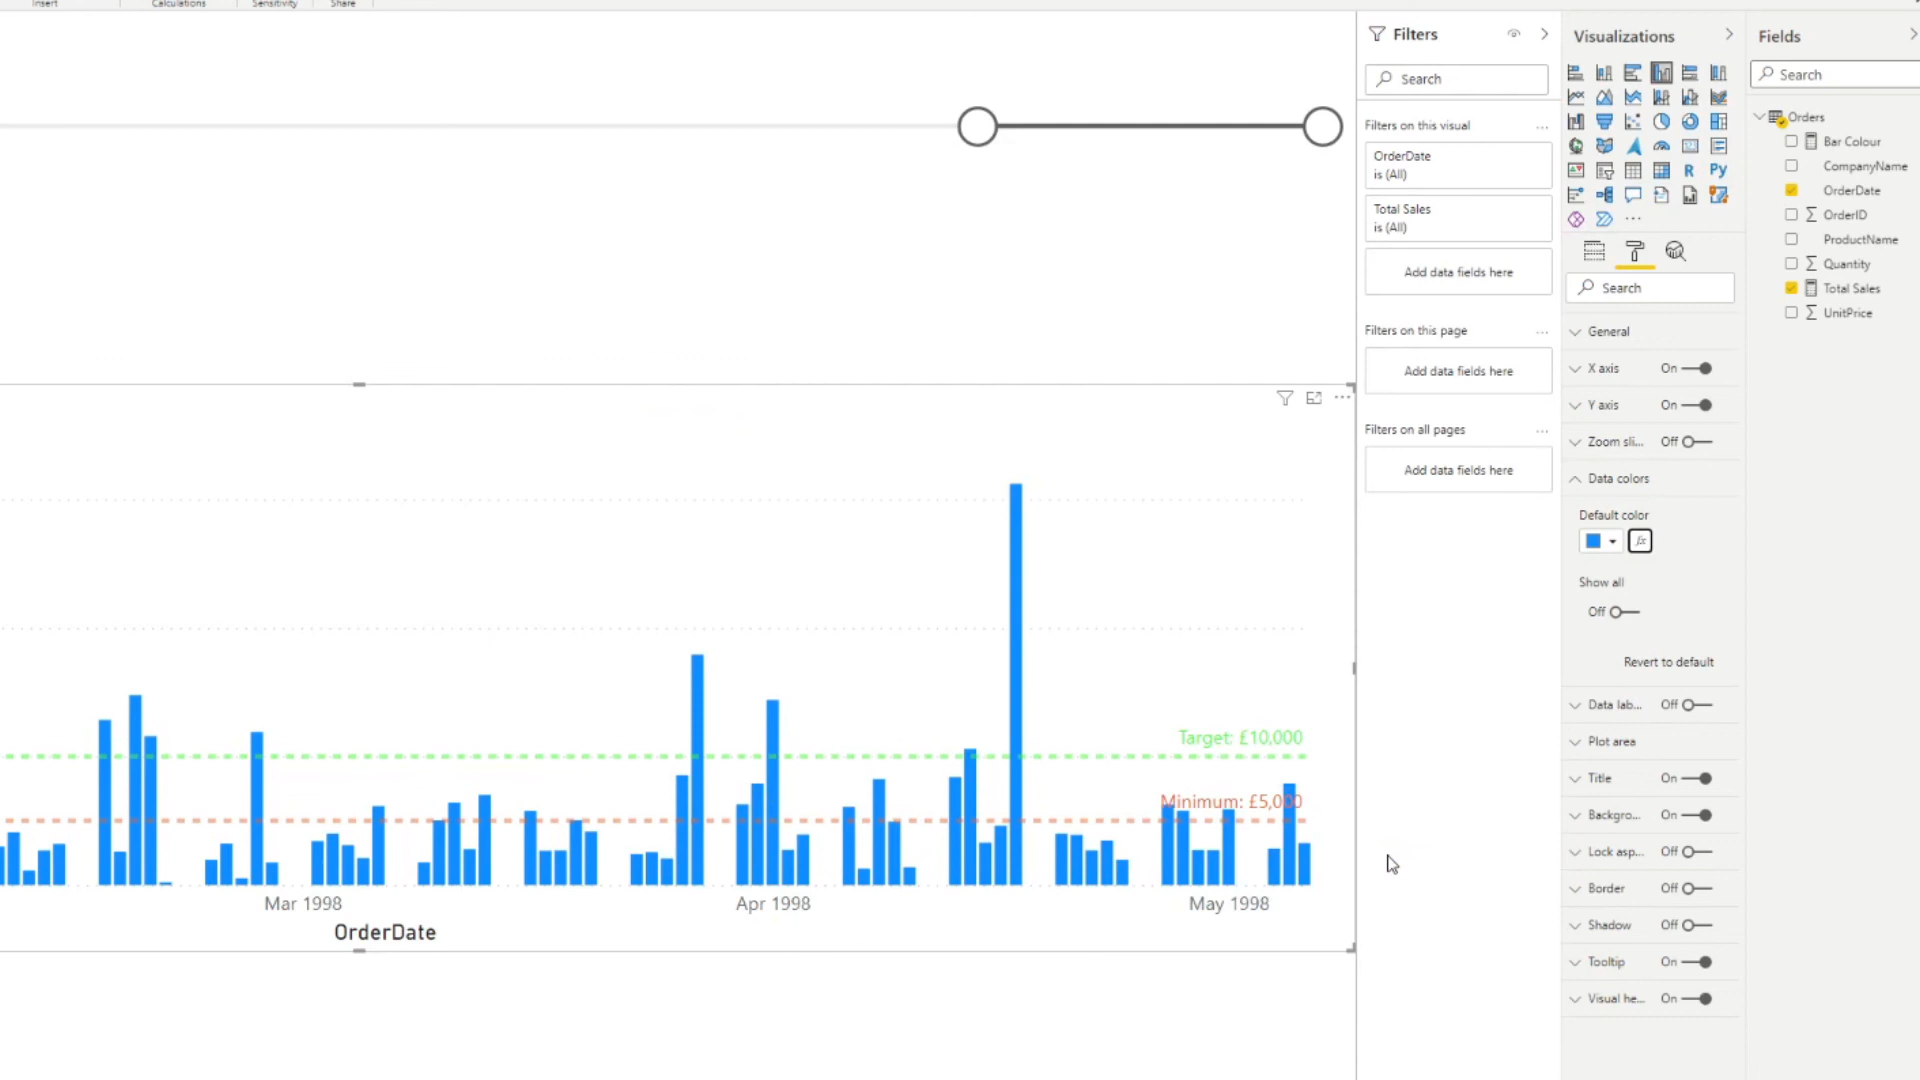 Insert
Calculations
Sensitivity
Share
Target: £10,000
Minimum: £5,000
Mar 1998
Apr 1998
May 1998
OrderDate
Filters
Search
Filters on this visual
...
OrderDate
is (All)
Total Sales
is (All)
Add data fields here
Filters on this page
...
Add data fields here
Filters on all pages
...
Add data fields here
Visualizations
R
Py
...
Search
General
X axis On
Y axis On
Zoom sli... Off
Data colors
Default color
fx
Show all
Off
Revert to default
Data lab... Off
Plot area
Title On
Backgro... On
Lock asp... Off
Border Off
Shadow Off
Tooltip On
Visual he... On
Fields
Search
Orders
Bar Colour
CompanyName
OrderDate
∑ OrderID
ProductName
∑ Quantity
Total Sales
∑ UnitPrice